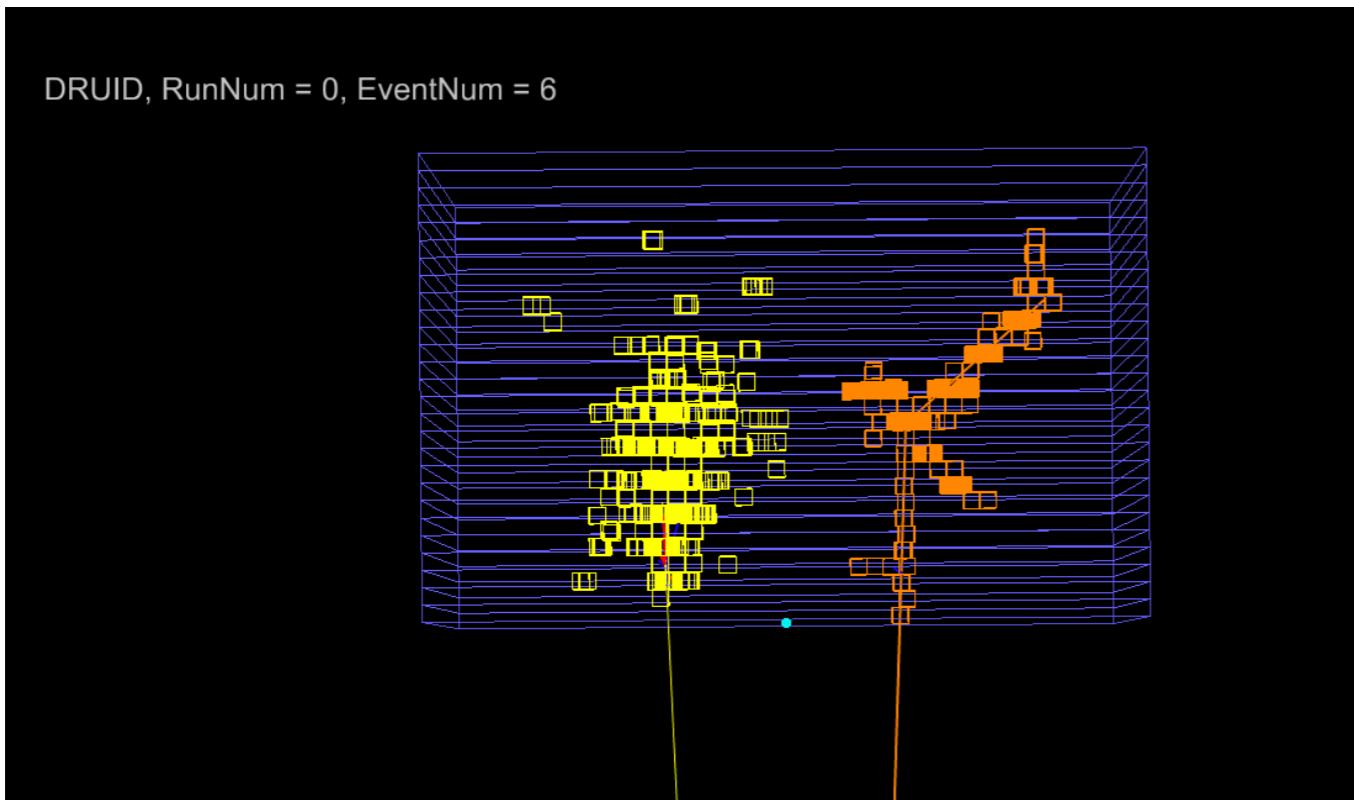 DRUID, RunNum = 0, EventNum = 6